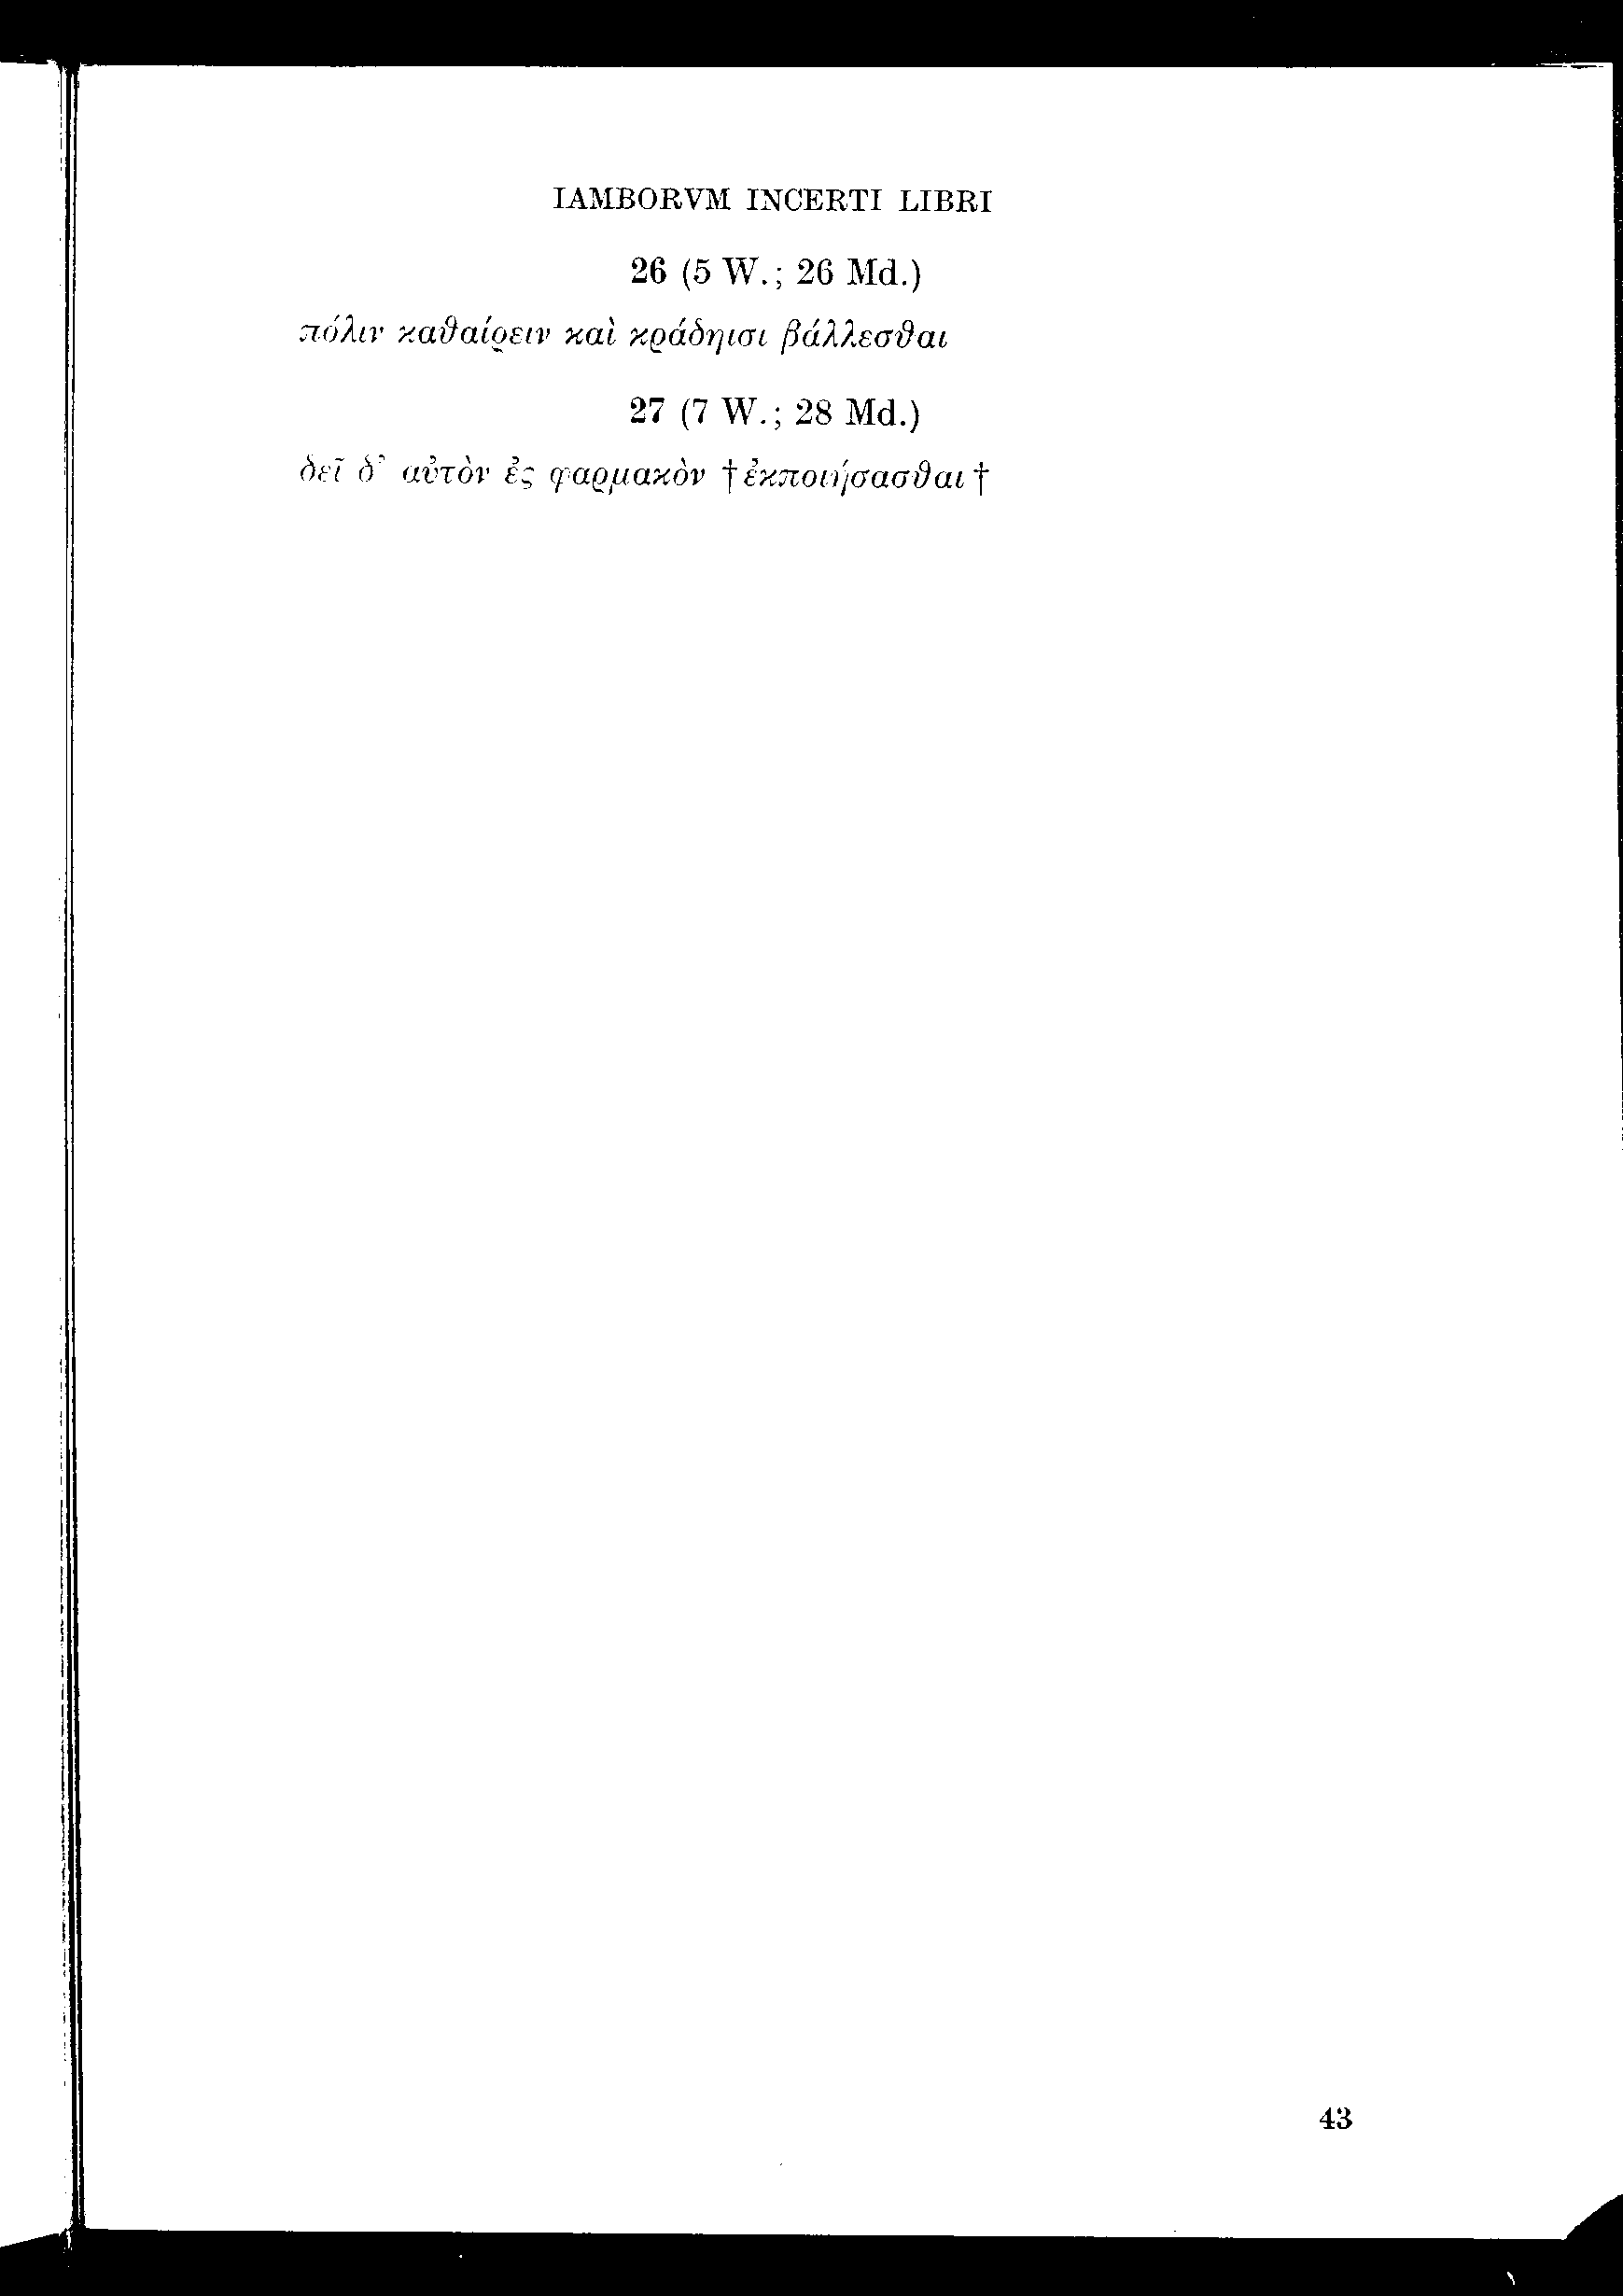 IAMBORVM INCERTI LIBRI
26 (5 W.; 26 Md.)
πόλιν καθαίρειν καὶ κράδηισι βάλλεσθαι
27 (7 W.; 28 Md.)
δεῖ δ’ αὐτὸν ἐς φαρμακὸν †ἐκποιήσασθαι†
43